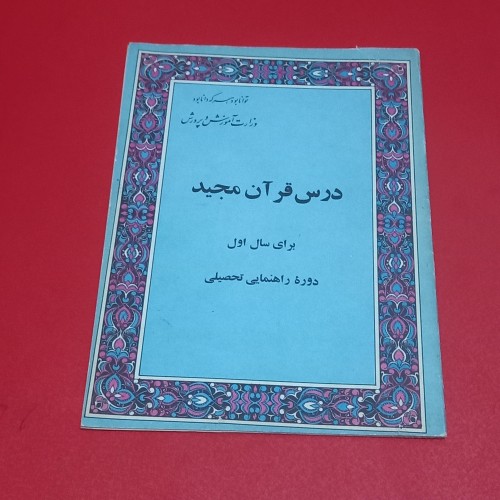 توانا بود هر که دانا بود
وزارت آموزش و پرورش
درس قرآن مجید
برای سال اول
دورهٔ راهنمایی تحصیلی